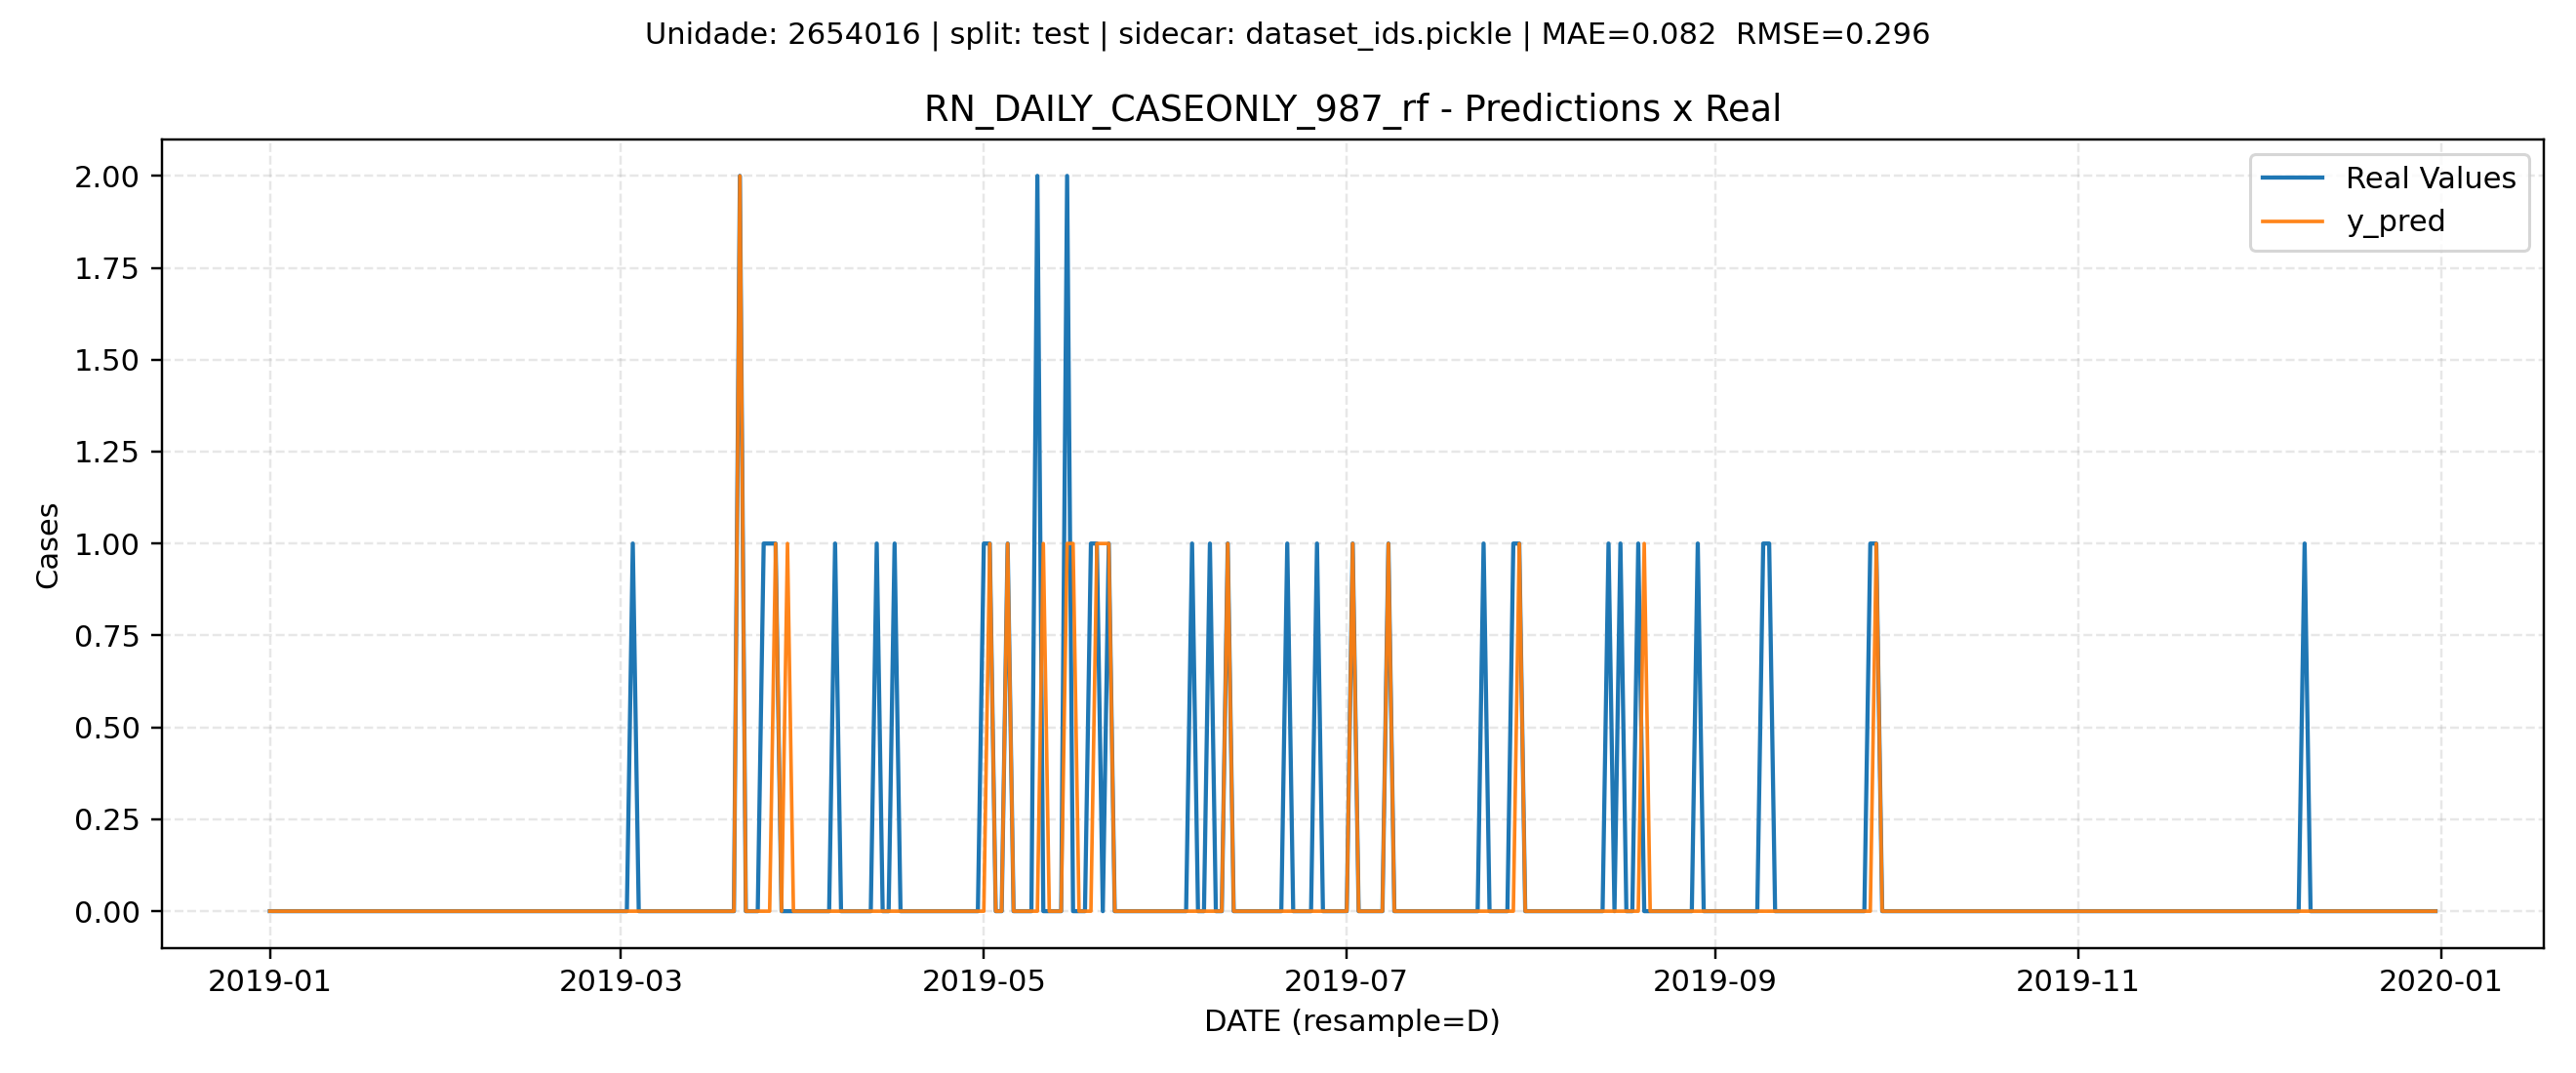 Unidade: 2654016 | split: test | sidecar: dataset_ids.pickle | MAE=0.082  RMSE=0.296
RN_DAILY_CASEONLY_987_rf - Predictions x Real
Real Values
y_pred
2.00
1.75
1.50
1.25
1.00
0.75
0.50
0.25
0.00
Cases
2019-01
2019-03
2019-05
2019-07
2019-09
2019-11
2020-01
DATE (resample=D)